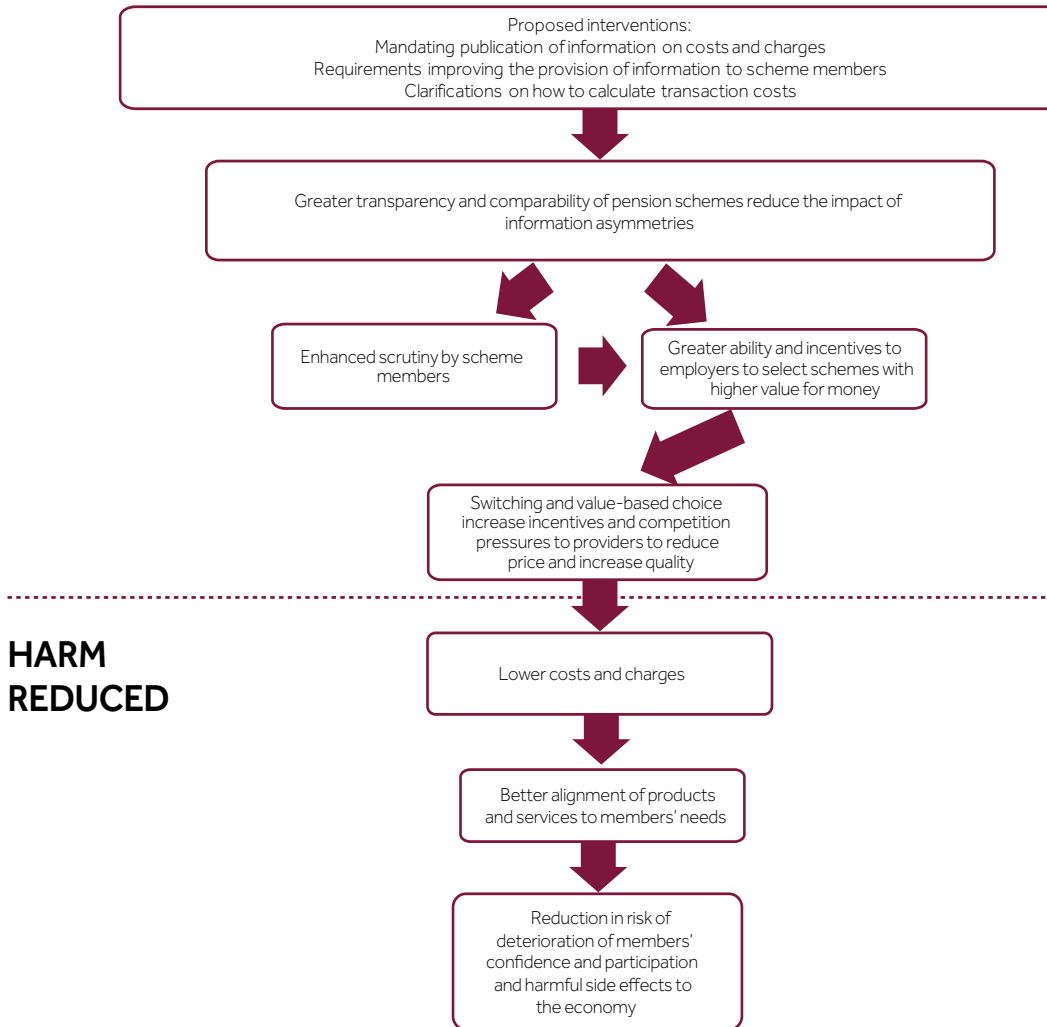 Proposed interventions:
Mandating publication of information on costs and charges
Requirements improving the provision of information to scheme members
Clarifications on how to calculate transaction costs
Greater transparency and comparability of pension schemes reduce the impact of
information asymmetries
Enhanced scrutiny by scheme
members
Greater ability and incentives to
employers to select schemes with
higher value for money
Switching and value-based choice
increase incentives and competition
pressures to providers to reduce
price and increase quality
HARM
REDUCED
Lower costs and charges
Better alignment of products
and services to members’ needs
Reduction in risk of
deterioration of members’
confidence and participation
and harmful side effects to
the economy